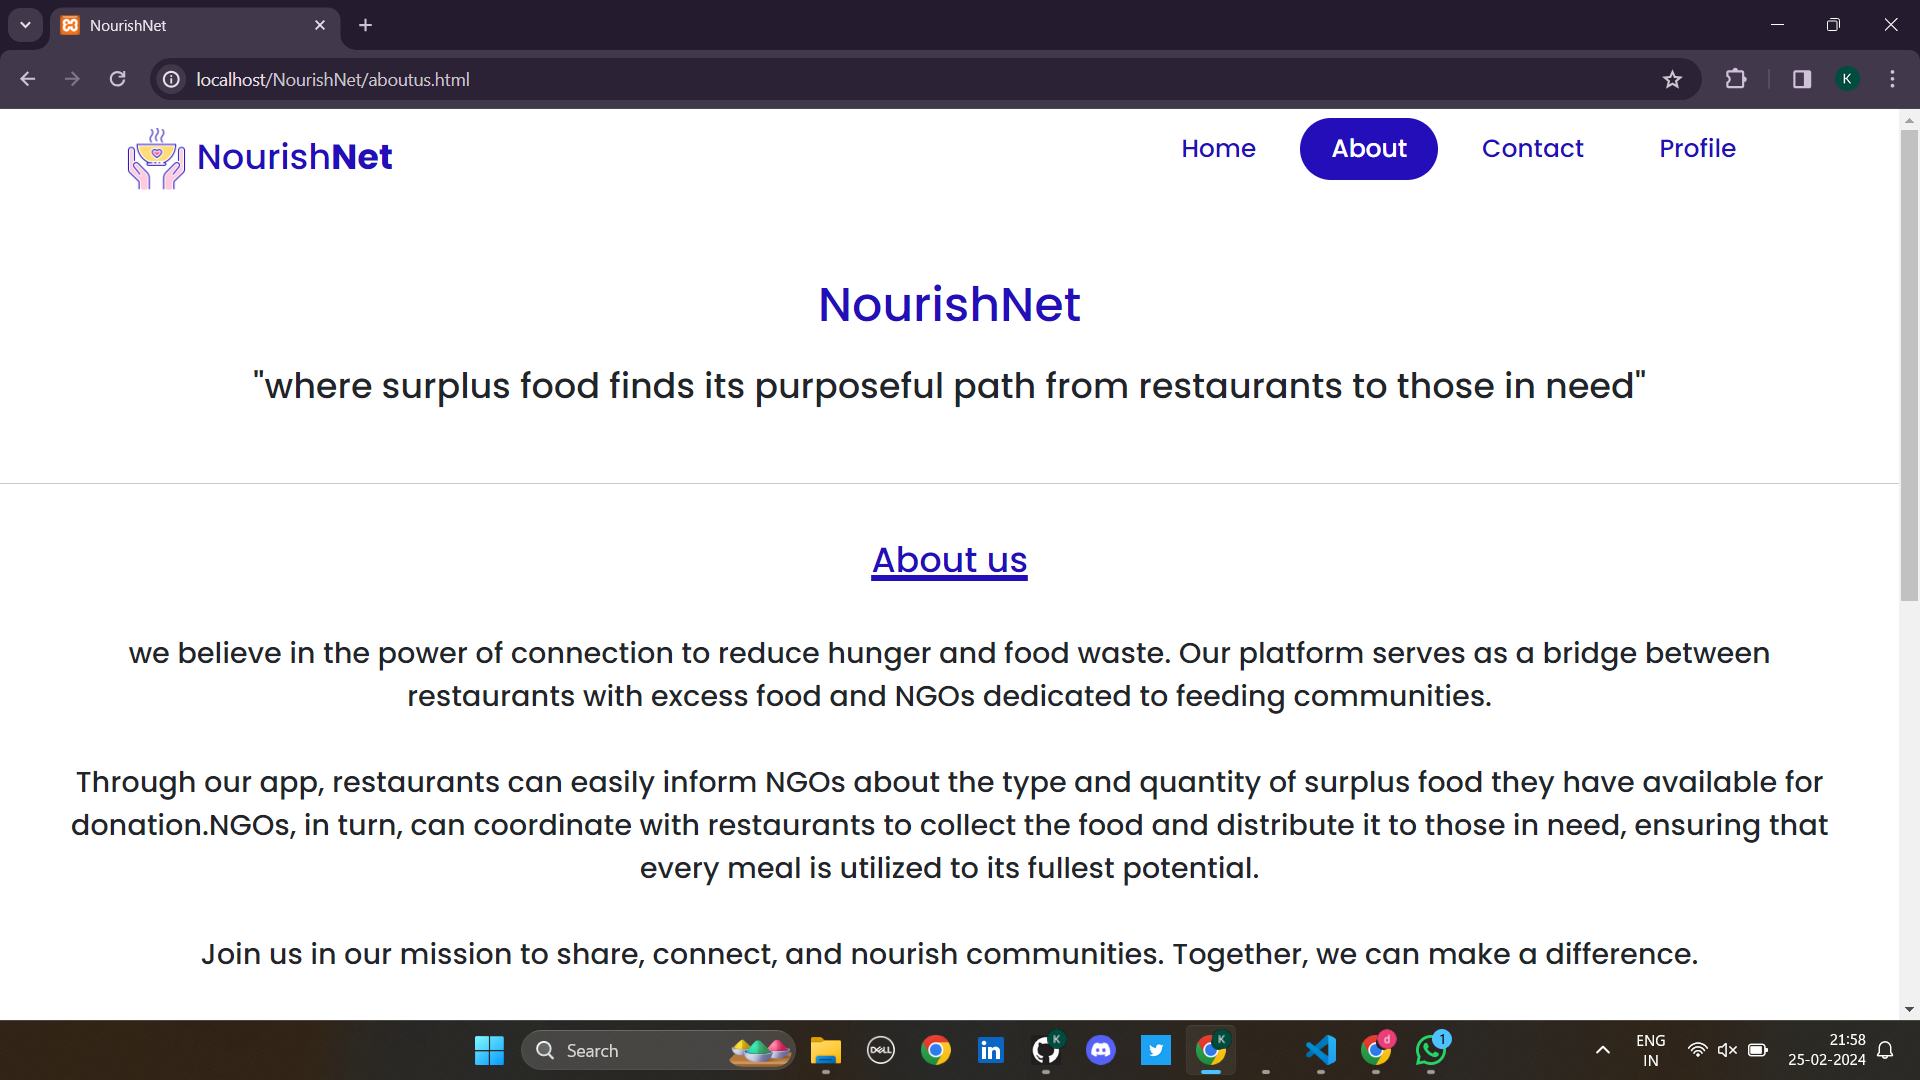 NourishNet
localhost/NourishNet/aboutus.html
K
NourishNet
Home
About
Contact
Profile
NourishNet
"where surplus food finds its purposeful path from restaurants to those in need"
About us
we believe in the power of connection to reduce hunger and food waste. Our platform serves as a bridge between
restaurants with excess food and NGOs dedicated to feeding communities.
Through our app, restaurants can easily inform NGOs about the type and quantity of surplus food they have available for
donation.NGOs, in turn, can coordinate with restaurants to collect the food and distribute it to those in need, ensuring that
every meal is utilized to its fullest potential.
Join us in our mission to share, connect, and nourish communities. Together, we can make a difference.
Search
DELL
in
K
K
d
1
ENG
IN
21:58
25-02-2024